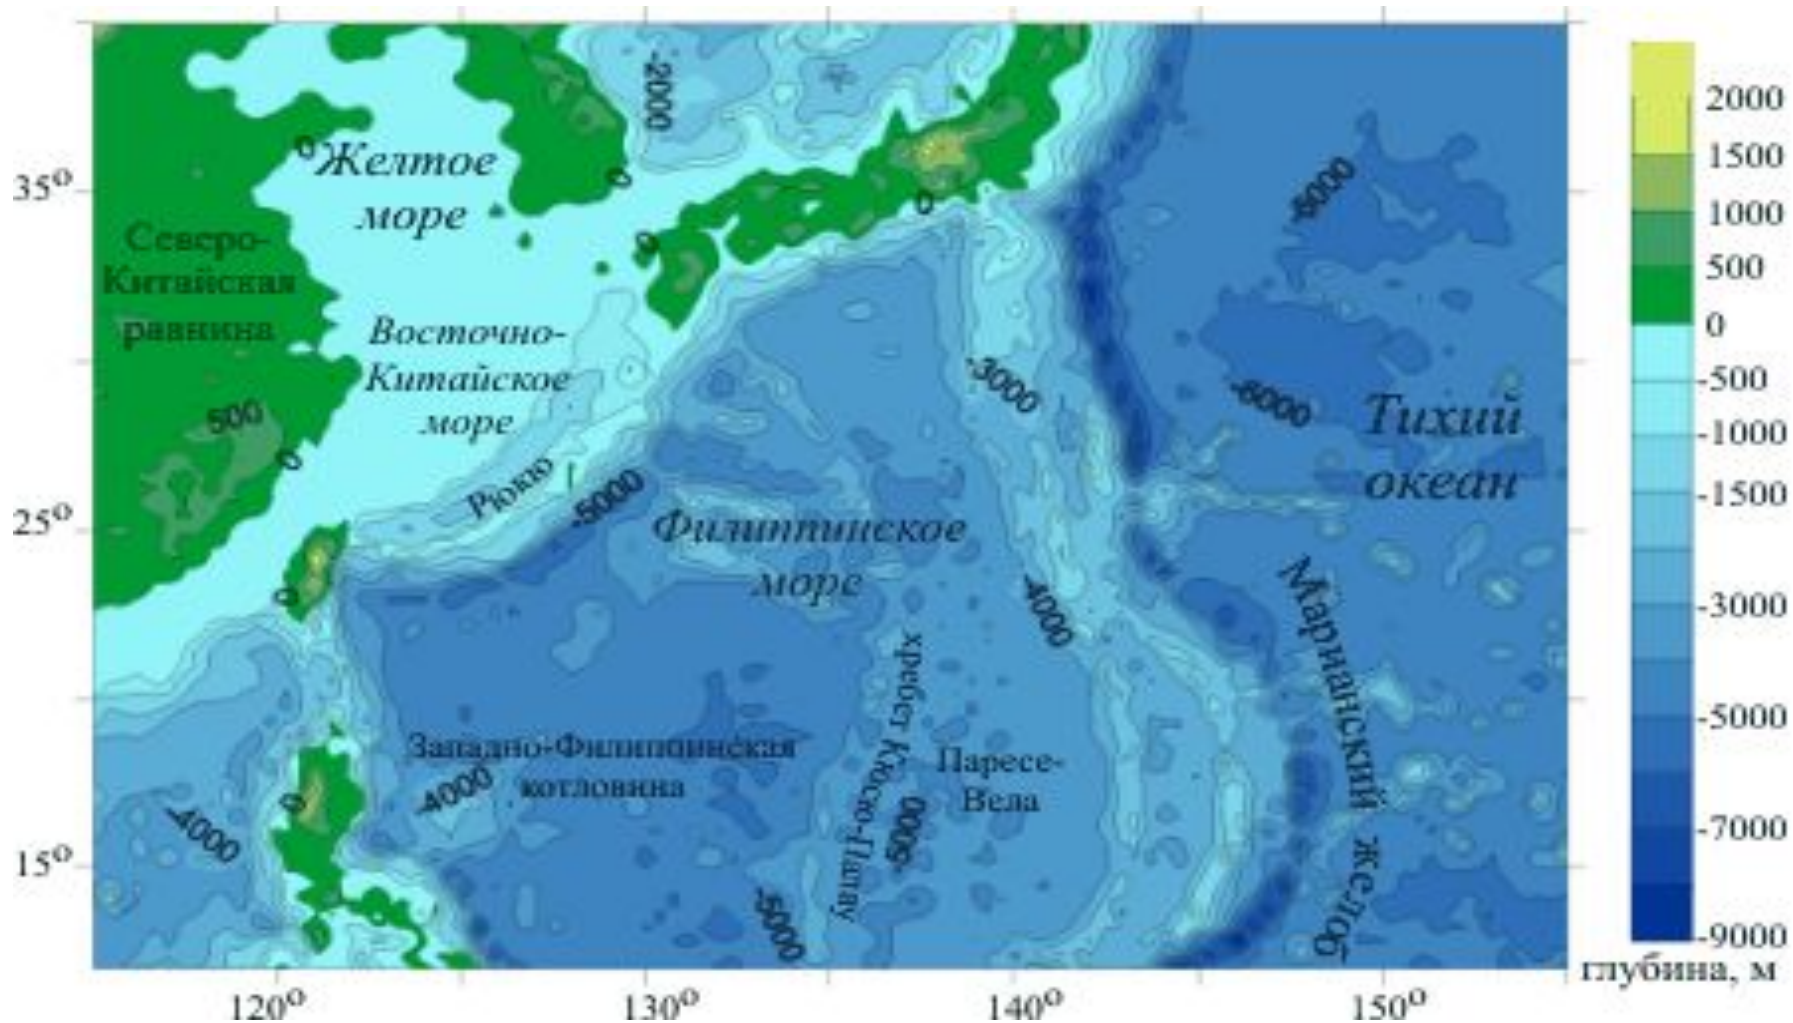 -2000
2000
1500
1000
500
0
-500
-1000
-1500
-3000
-5000
-7000
-9000
глубина, м
35°
25°
15°
120°
130°
140°
150°
0
Желтое
море
0
0
0
Северо-
Китайская
равнина
Восточно-
Китайское
море
500
0
Рюкю
-5000
-3000
-6000
-6000
Тихий
океан
Филиппинское
море
0
-4000
Марианский желоб
хребет Кюсю-Палау
Западно-Филиппинская
котловина
-4000
Паресе-
Вела
-5000
0
-4000
-5000